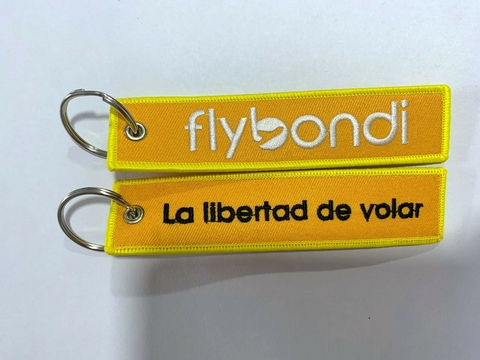 flybondi
La libertad de volar